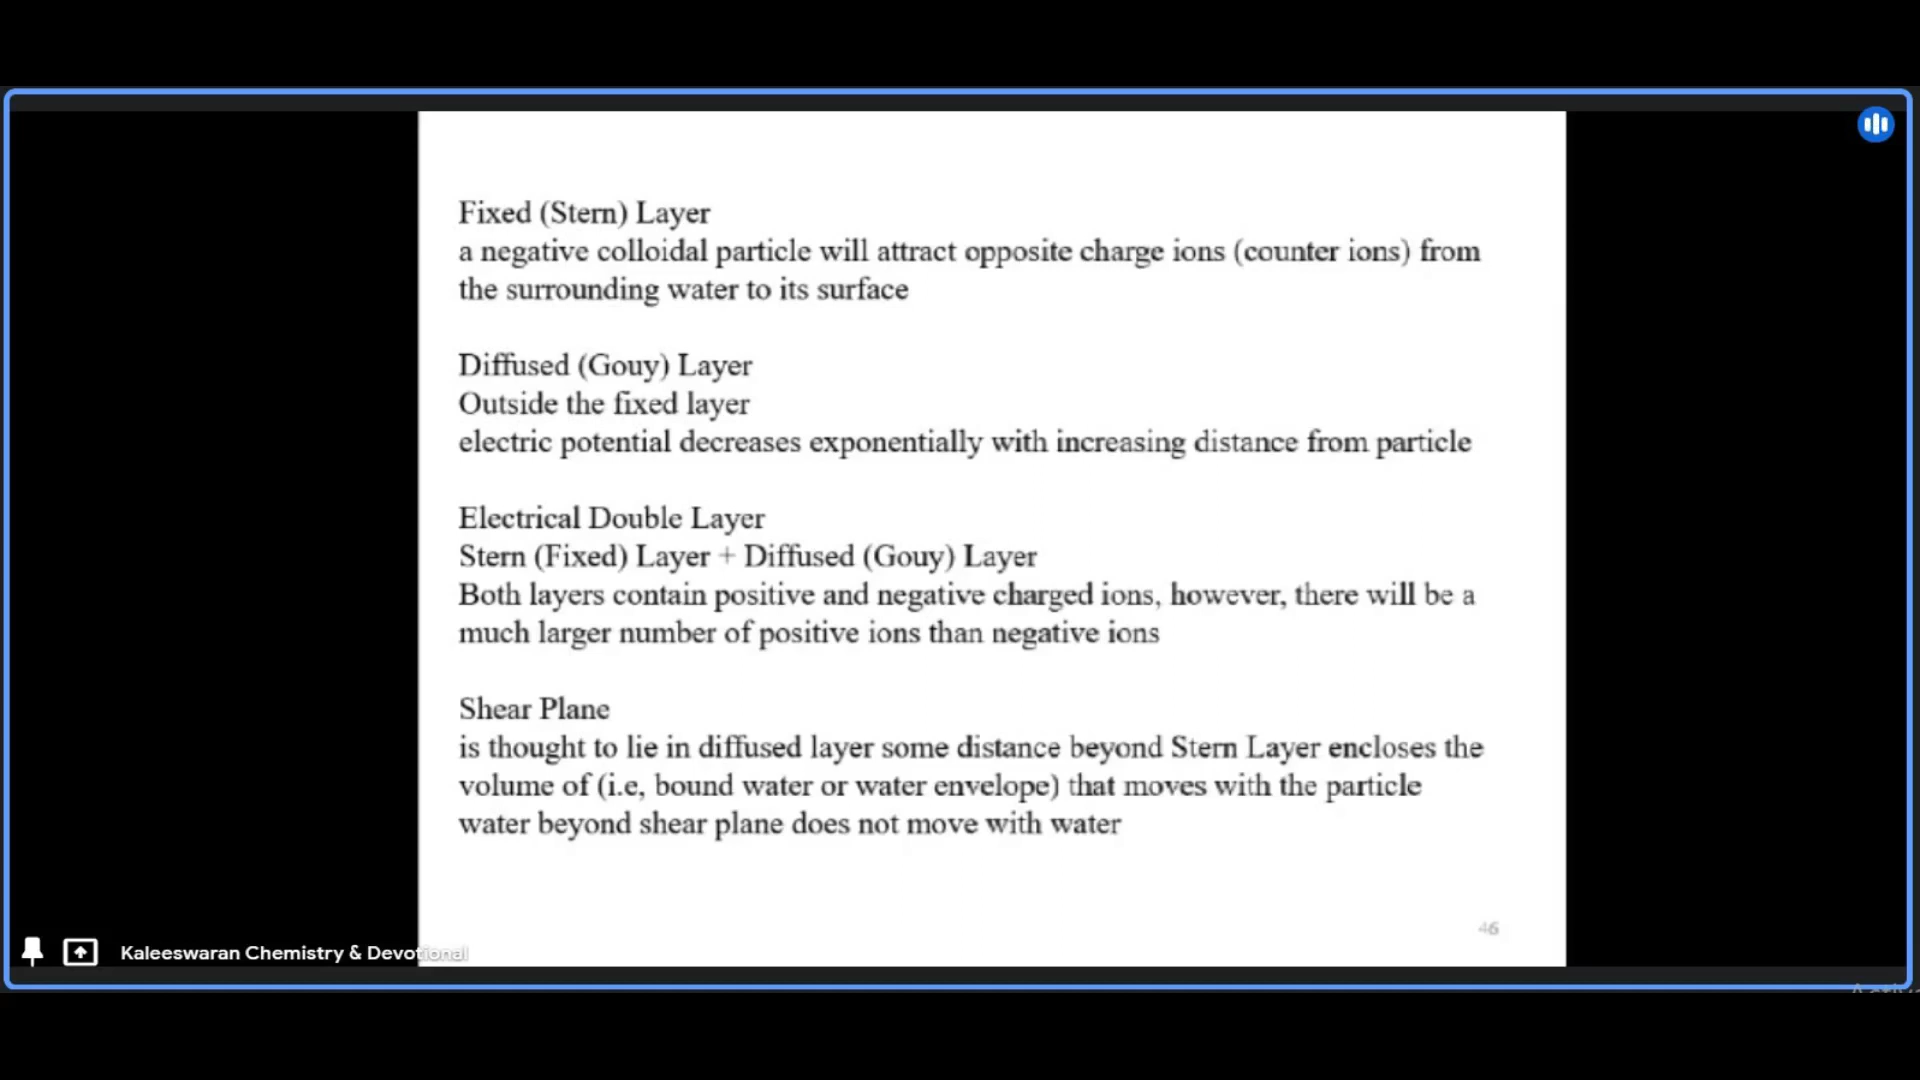 Fixed (Stern) Layer
a negative colloidal particle will attract opposite charge ions (counter ions) from
the surrounding water to its surface
Diffused (Gouy) Layer
Outside the fixed layer
electric potential decreases exponentially with increasing distance from particle
Electrical Double Layer
Stern (Fixed) Layer + Diffused (Gouy) Layer
Both layers contain positive and negative charged ions, however, there will be a
much larger number of positive ions than negative ions
Shear Plane
is thought to lie in diffused layer some distance beyond Stern Layer encloses the
volume of (i.e, bound water or water envelope) that moves with the particle
water beyond shear plane does not move with water
46
Kaleeswaran Chemistry & Devotional